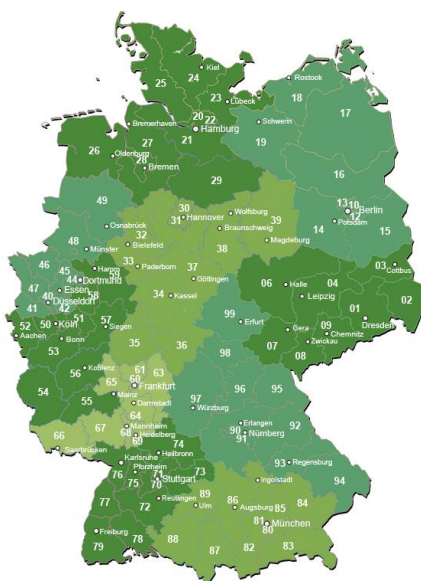 Kiel
24
25
Rostock
18
17
23
Lübeck
20
22
Hamburg
Schwerin
19
Bremerhaven
27
21
26
Oldenburg
28
Bremen
16
29
49
30
Hannover
31
Wolfsburg
39
13
10
Berlin
12
Potsdam
14
15
Osnabrück
32
Braunschweig
48
Münster
Bielefeld
38
Magdeburg
46
45
Hamm
59
33
Paderborn
37
03
Cottbus
44
Dortmund
Göttingen
06
Halle
04
47
Essen
58
34
Kassel
Leipzig
02
40
Düsseldorf
41
42
51
99
Erfurt
01
Dresden
52
50
Köln
57
Siegen
Gera
09
Chemnitz
Aachen
Bonn
35
36
07
Zwickau
08
53
98
56
Koblenz
61
63
54
65
60
Frankfurt
96
95
55
Mainz
Darmstadt
97
Würzburg
64
Erlangen
92
66
67
Mannheim
90
Nürnberg
68
Heidelberg
91
Saarbrücken
69
74
Karlsruhe
Heilbronn
93
Regensburg
Pforzheim
76
71
73
94
75
Stuttgart
Ingelstadt
70
Reutlingen
89
77
72
Ulm
86
Augsburg
85
84
81
München
80
Freiburg
79
78
88
87
82
83